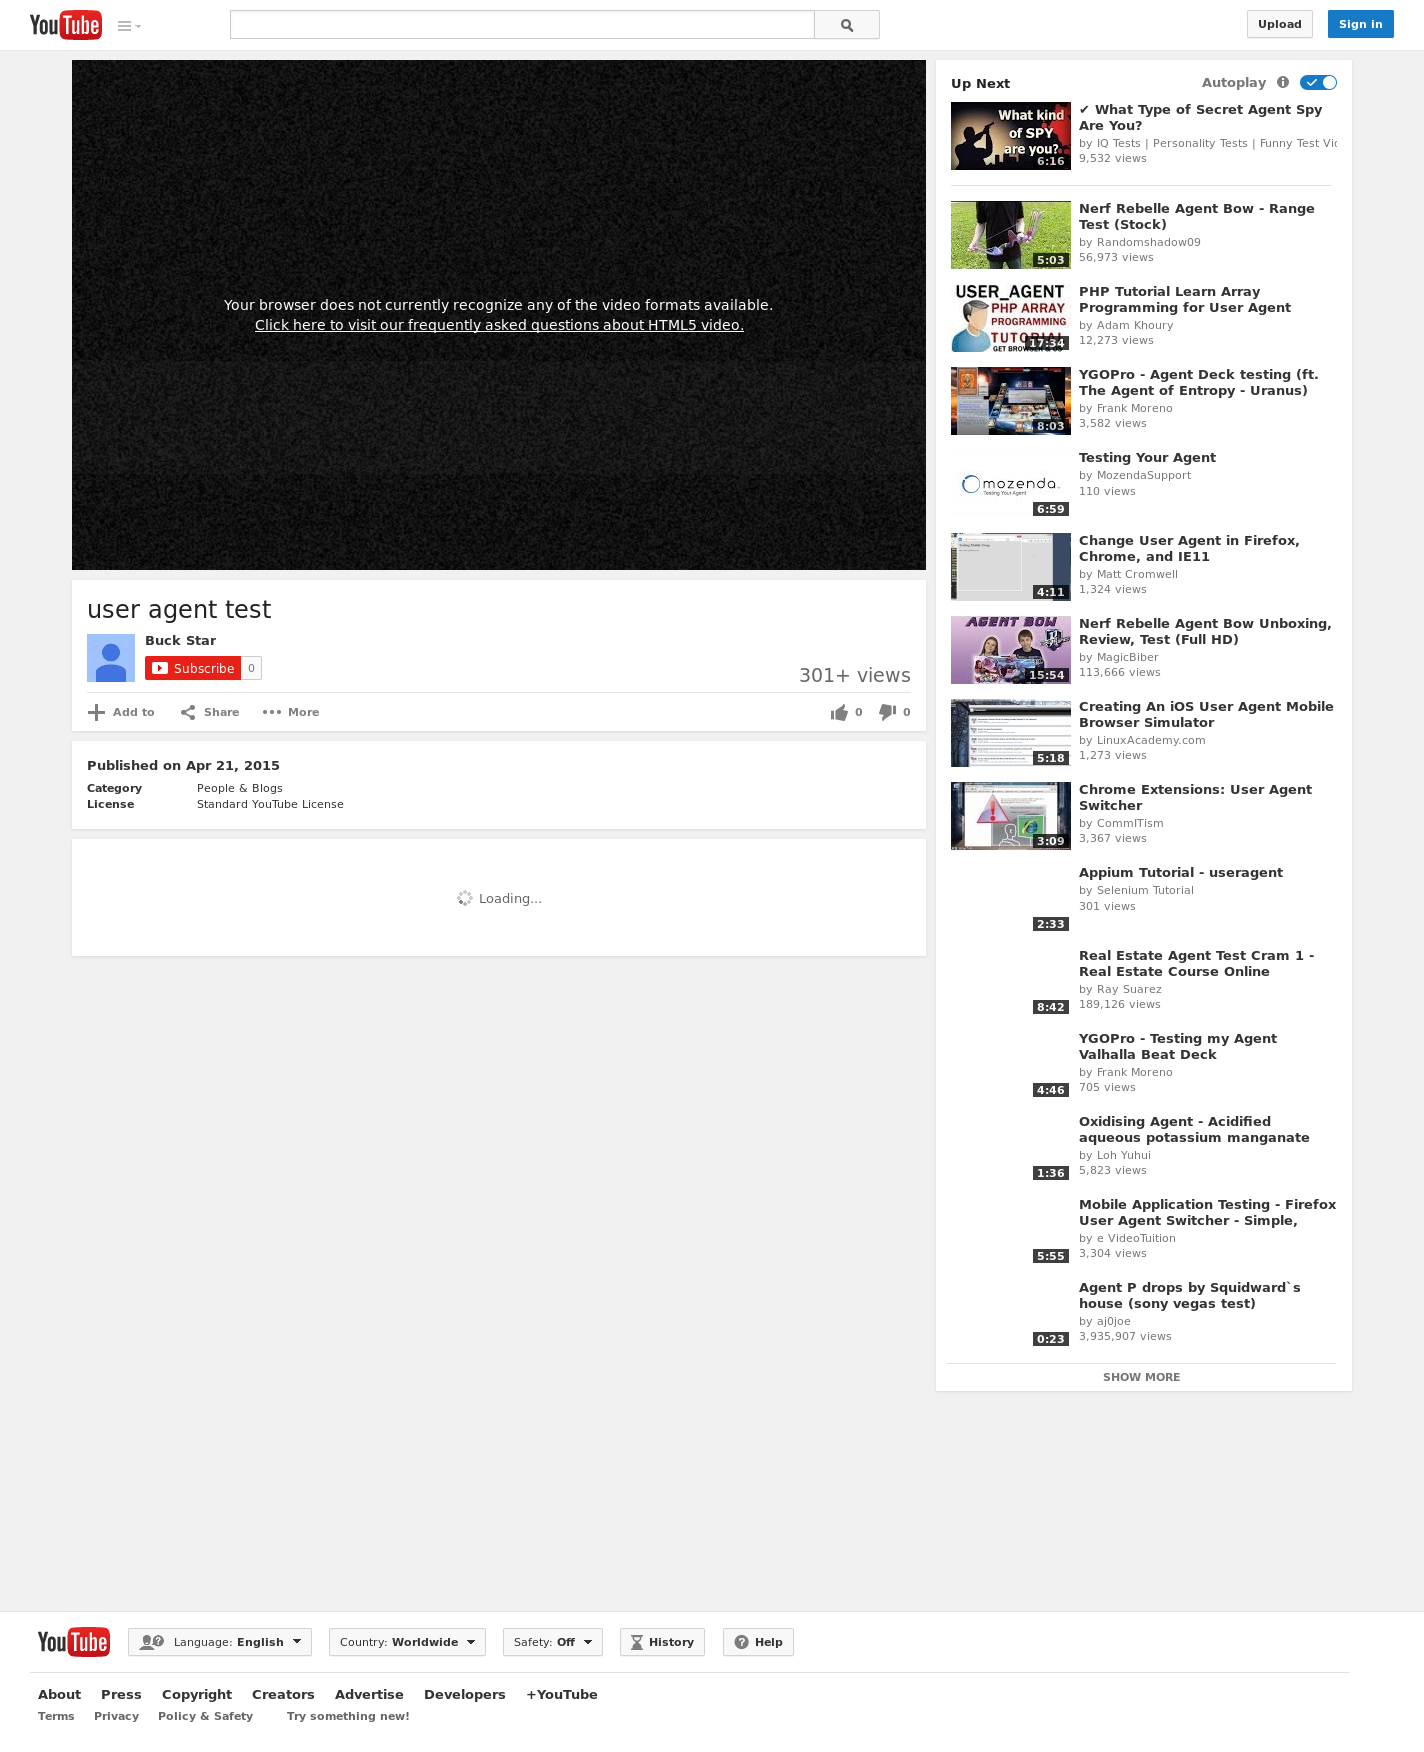 YouTube
Upload
Sign in
Your browser does not currently recognize any of the video formats available.
Click here to visit our frequently asked questions about HTML5 video.
user agent test
Buck Star
Subscribe 0
301+ views
Add to
Share
More
0
0
Published on Apr 21, 2015
Category People & Blogs
License Standard YouTube License
Loading...
Up Next
Autoplay
What kind
of SPY
are you?
6:16
✔ What Type of Secret Agent Spy
Are You?
by IQ Tests | Personality Tests | Funny Test
9,532 views
5:03
Nerf Rebelle Agent Bow - Range
Test (Stock)
by Randomshadow09
56,973 views
USER_AGENT
PHP ARRAY
PROGRAMMING
TUTORIAL
17:34
PHP Tutorial Learn Array
Programming for User Agent
by Adam Khoury
12,273 views
8:03
YGOPro - Agent Deck testing (ft.
The Agent of Entropy - Uranus)
by Frank Moreno
3,582 views
mozenda
Testing Your Agent
6:59
Testing Your Agent
by MozendaSupport
110 views
4:11
Change User Agent in Firefox,
Chrome, and IE11
by Matt Cromwell
1,324 views
AGENT BOW
15:54
Nerf Rebelle Agent Bow Unboxing,
Review, Test (Full HD)
by MagicBiber
113,666 views
5:18
Creating An iOS User Agent Mobile
Browser Simulator
by LinuxAcademy.com
1,273 views
3:09
Chrome Extensions: User Agent
Switcher
by CommITism
3,367 views
2:33
Appium Tutorial - useragent
by Selenium Tutorial
301 views
8:42
Real Estate Agent Test Cram 1 -
Real Estate Course Online
by Ray Suarez
189,126 views
4:46
YGOPro - Testing my Agent
Valhalla Beat Deck
by Frank Moreno
705 views
1:36
Oxidising Agent - Acidified
aqueous potassium manganate
by Loh Yuhui
5,823 views
5:55
Mobile Application Testing - Firefox
User Agent Switcher - Simple,
by e VideoTuition
3,304 views
0:23
Agent P drops by Squidward`s
house (sony vegas test)
by aj0joe
3,935,907 views
SHOW MORE
YouTube
Language: English
Country: Worldwide
Safety: Off
History
Help
About Press Copyright Creators Advertise Developers +YouTube
Terms Privacy Policy & Safety Try something new!